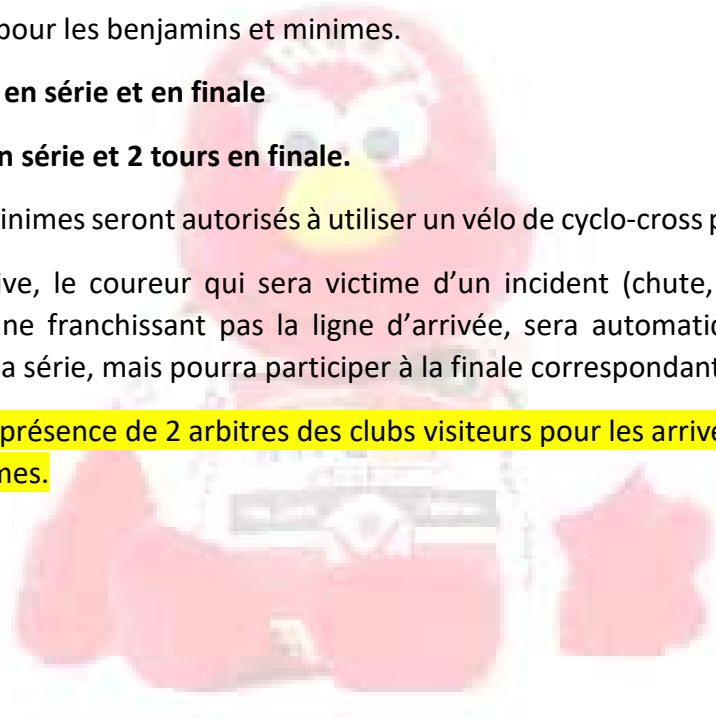 pour les benjamins et minimes.
en série et en finale
n série et 2 tours en finale.
inimes seront autorisés à utiliser un vélo de cyclo-cross p
ive, le coureur qui sera victime d'un incident (chute,
ne franchissant pas la ligne d'arrivée, sera automatiq
a série, mais pourra participer à la finale correspondant
présence de 2 arbitres des clubs visiteurs pour les arrivé
mes.